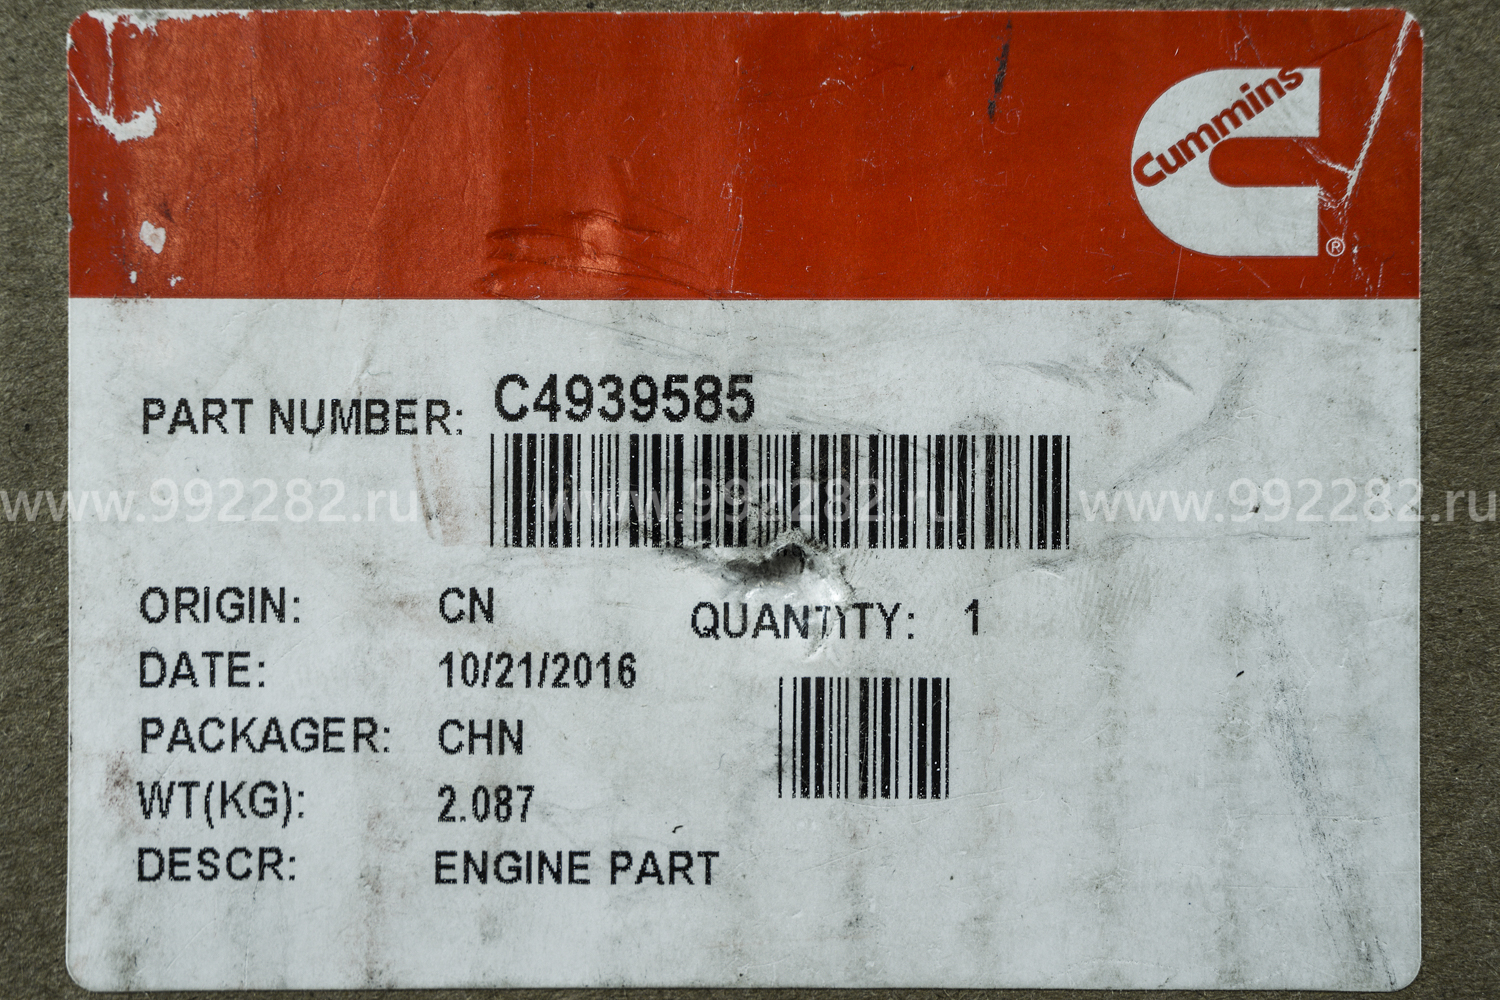 Cummins
®
PART NUMBER: C4939585
www.992282.ru www.992282.ru www.992282.ru
ORIGIN: CN QUANTITY: 1
DATE: 10/21/2016
PACKAGER: CHN
WT(KG): 2.087
DESCR: ENGINE PART